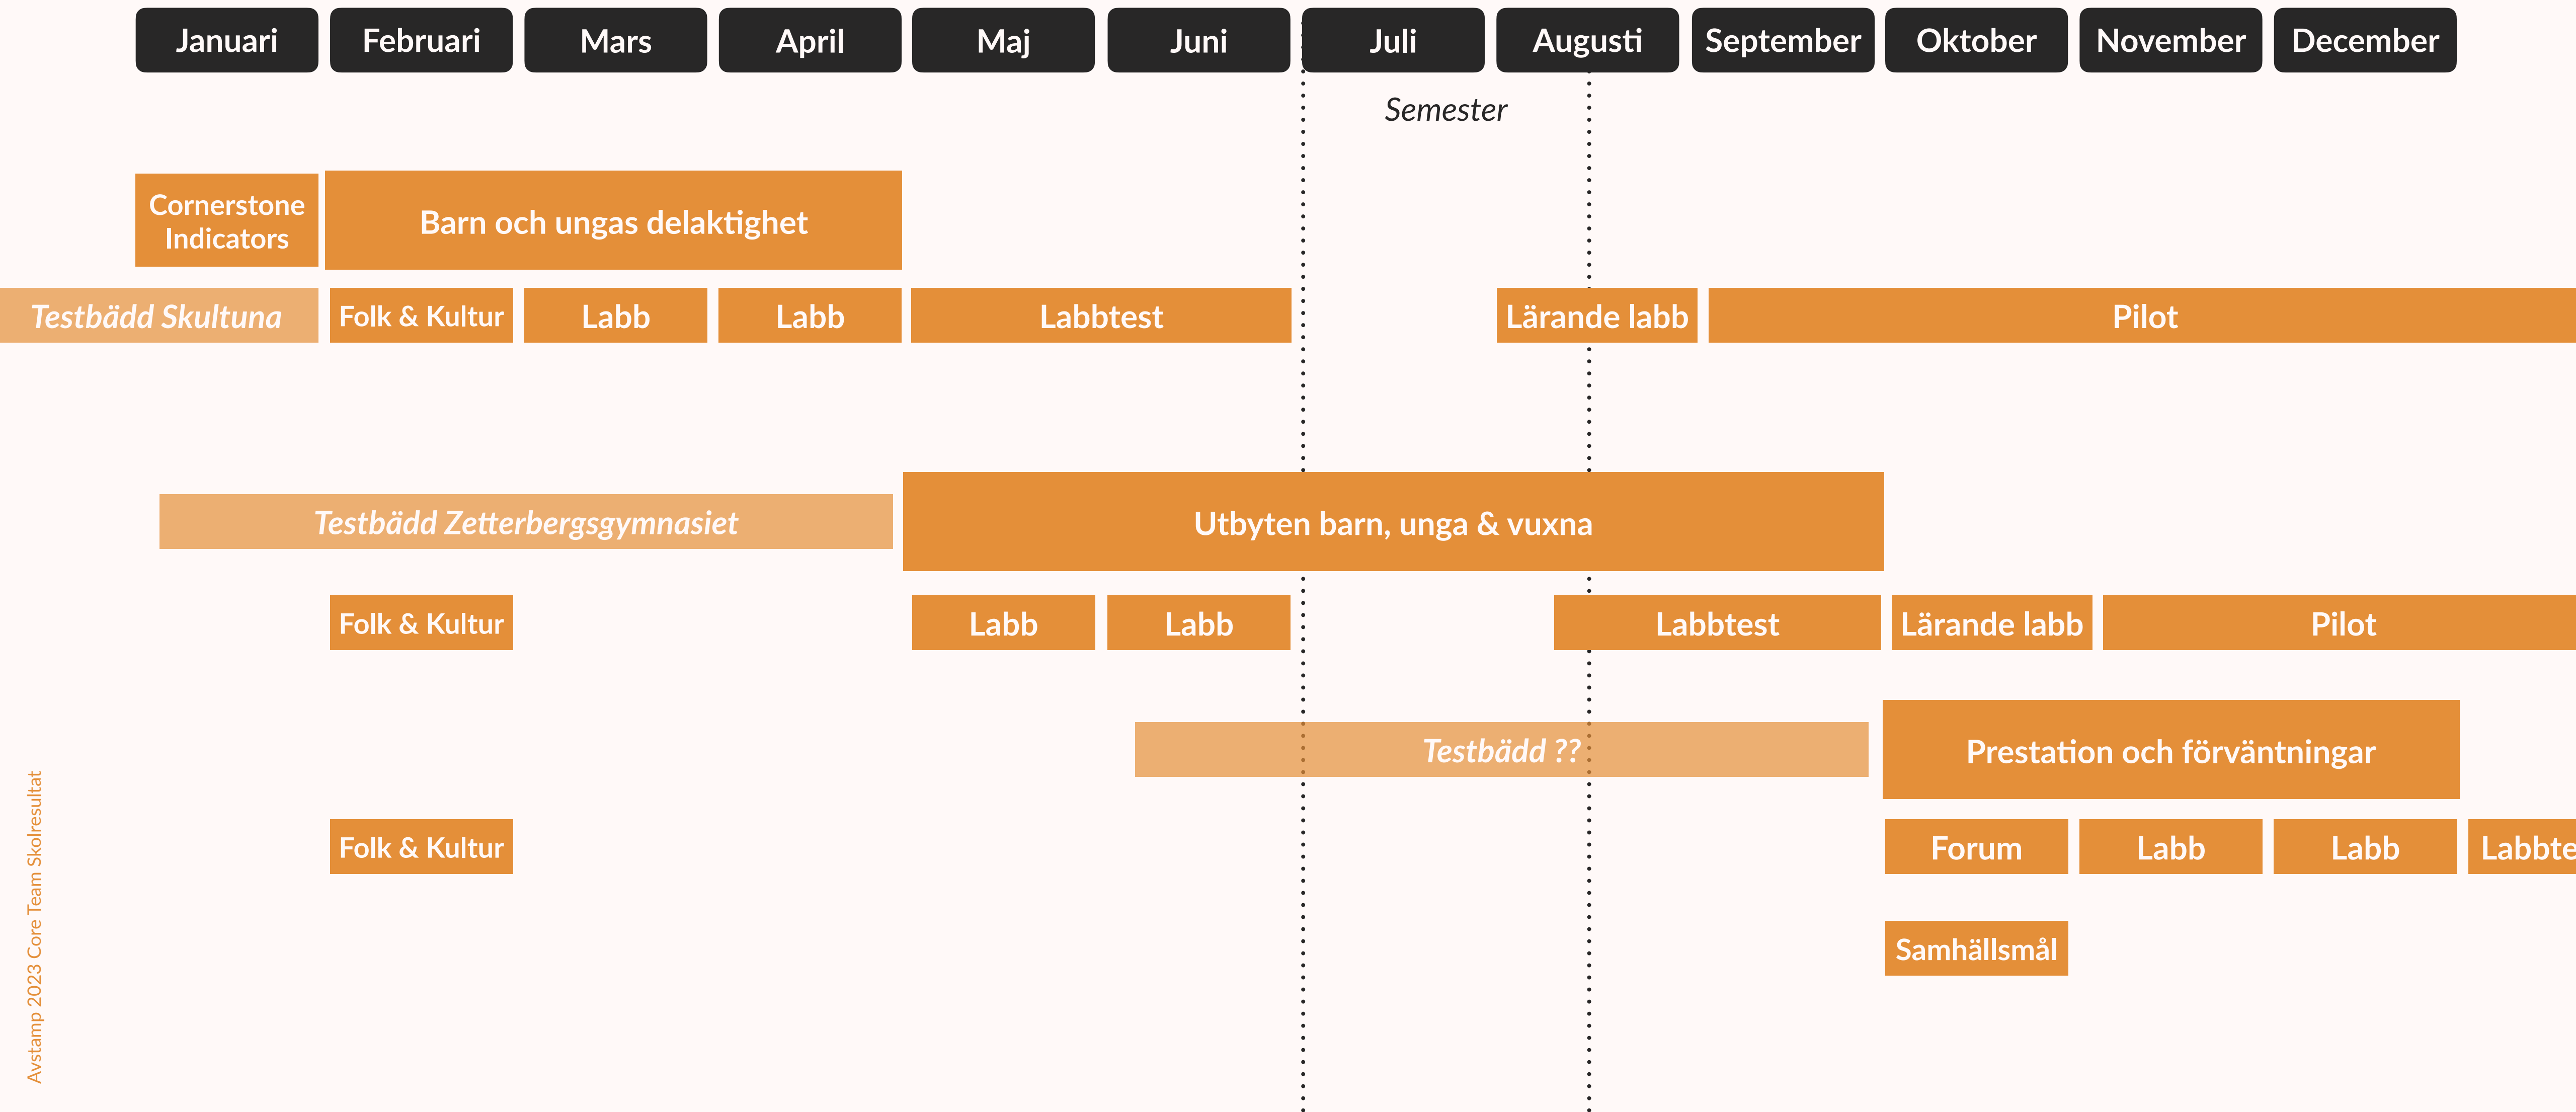 Januari
Februari
Mars
April
Maj
Juni
Juli
Augusti
September
Oktober
November
December
Semester
Cornerstone
Indicators
Barn och ungas delaktighet
Testbädd Skultuna
Folk & Kultur
Labb
Labb
Labbtest
Lärande labb
Pilot
Testbädd Zetterbergsgymnasiet
Utbyten barn, unga & vuxna
Folk & Kultur
Labb
Labb
Labbtest
Lärande labb
Pilot
Testbädd ??
Prestation och förväntningar
Folk & Kultur
Forum
Labb
Labb
Labbte
Samhällsmål
Avstamp 2023 Core Team Skolresultat